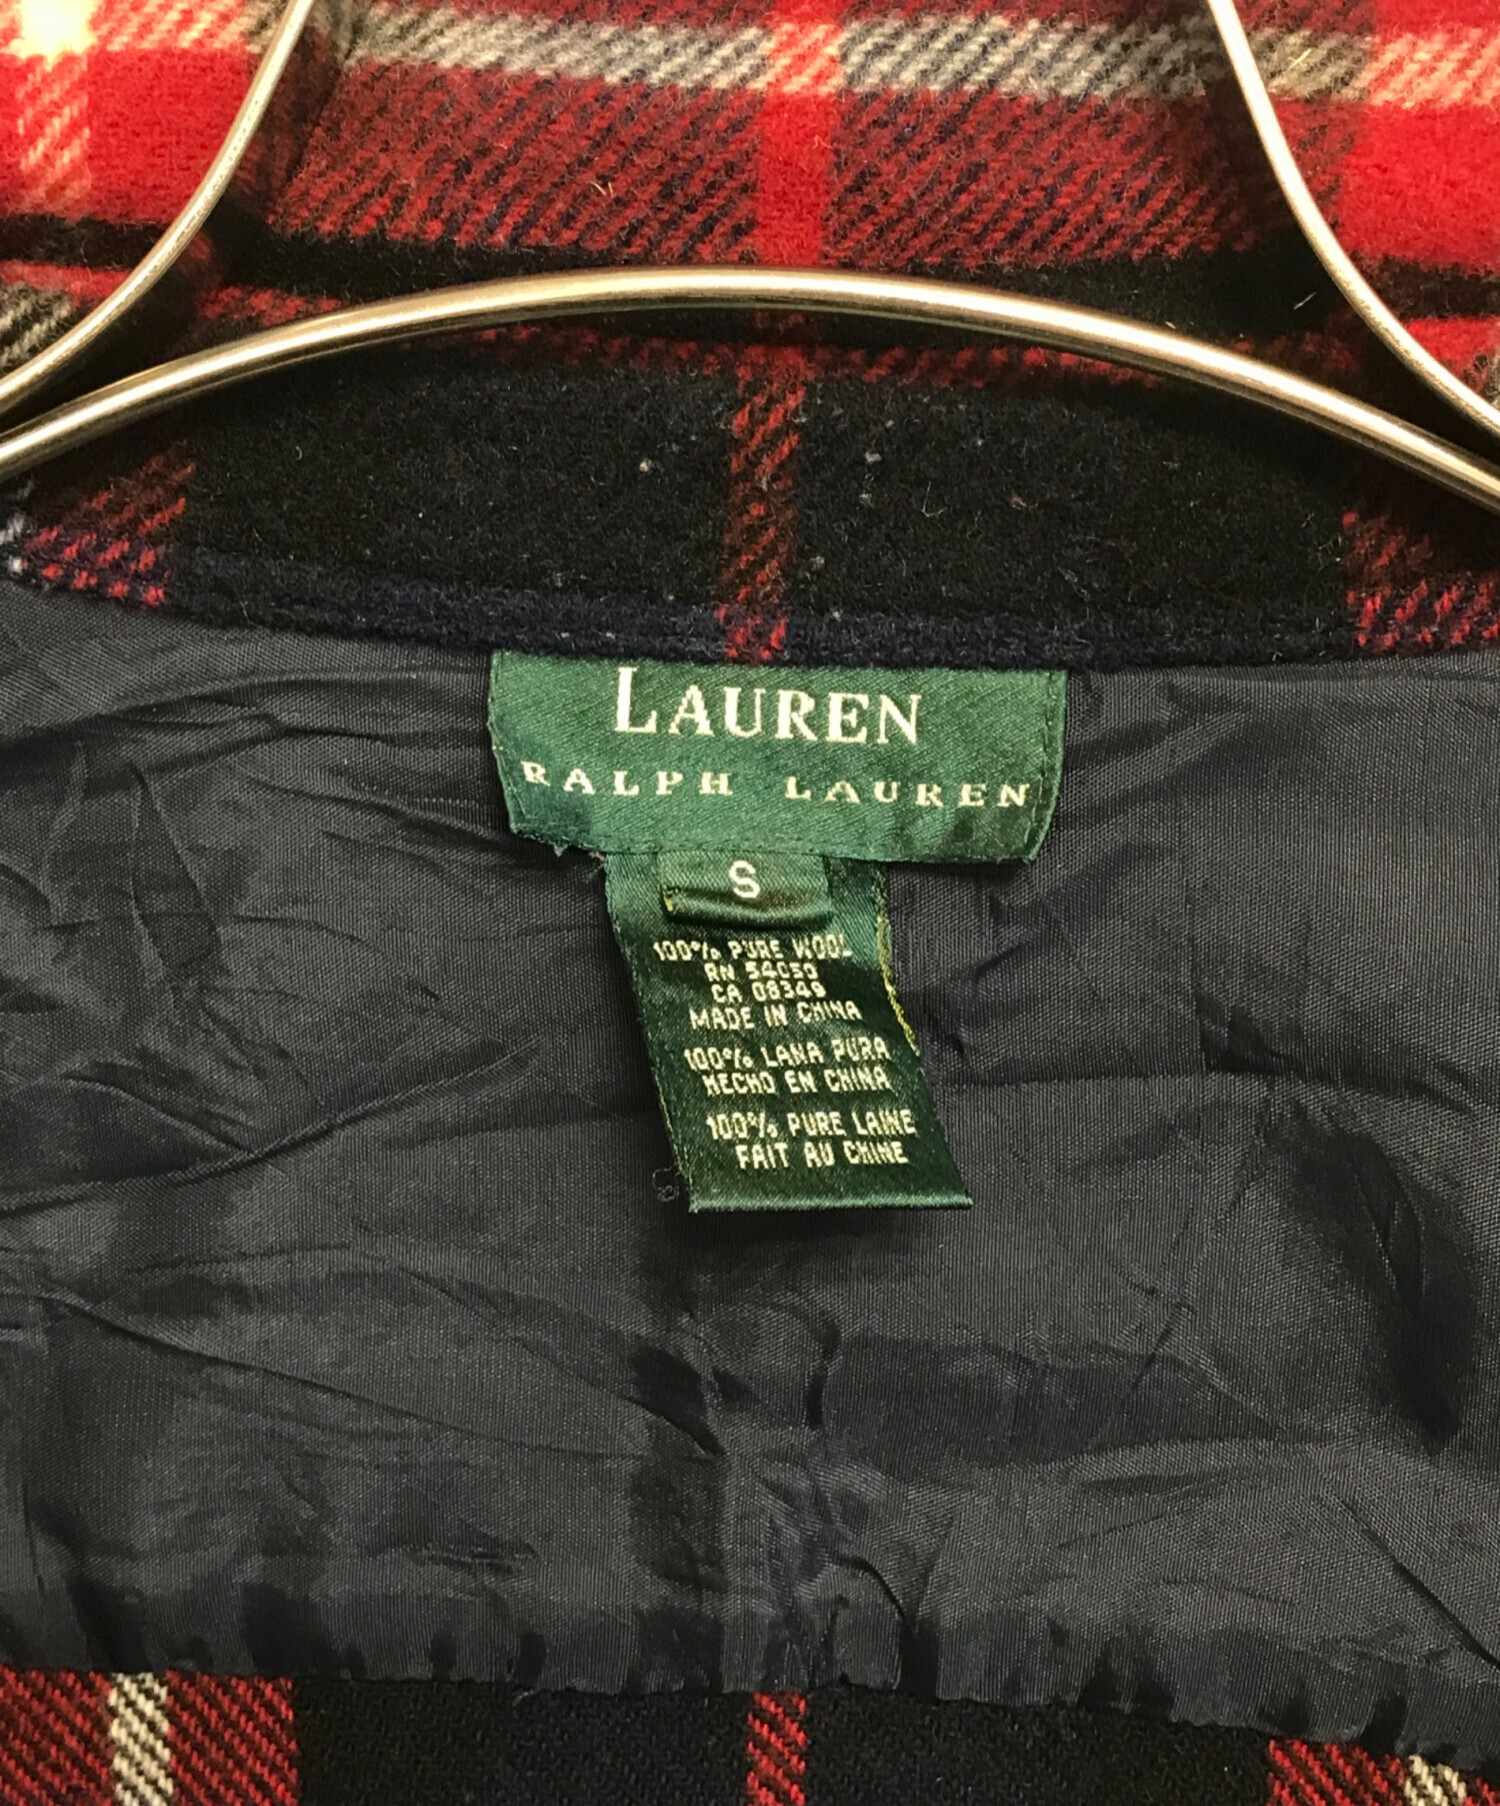 LAUREN
RALPH LAUREN
S
100% PURE WOOL
RN 54050
CA 08349
MADE IN CHINA
100% LANA PURA
HECHO EN CHINA
100% PURE LAINE
FAIT AU CHINE